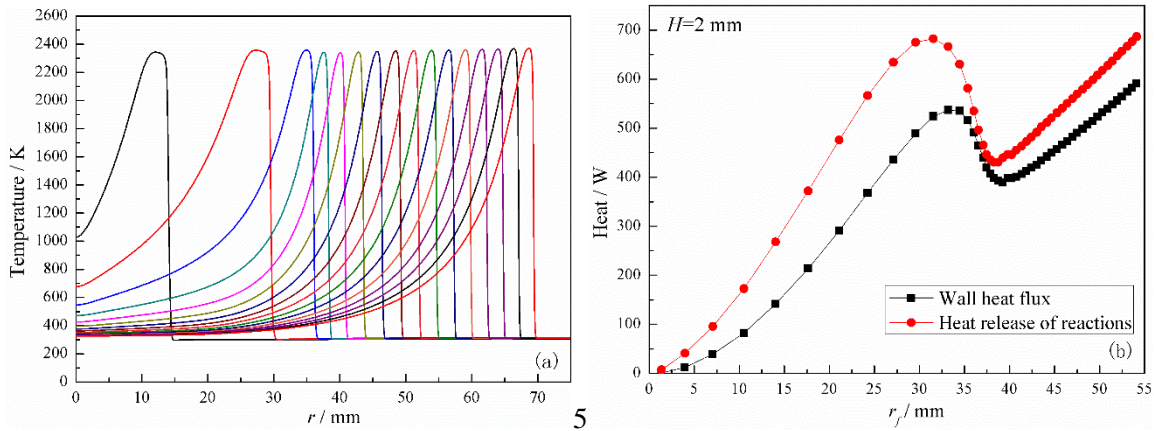 2600
2400
2200
2000
1800
1600
1400
1200
1000
800
600
400
200
0
Temperature / K
0 10 20 30 40 50 60 70
r / mm
(a)
5
H=2 mm
700
600
500
400
300
200
100
0
Heat / W
Wall heat flux
Heat release of reactions
(b)
0 5 10 15 20 25 30 35 40 45 50 55
rf / mm